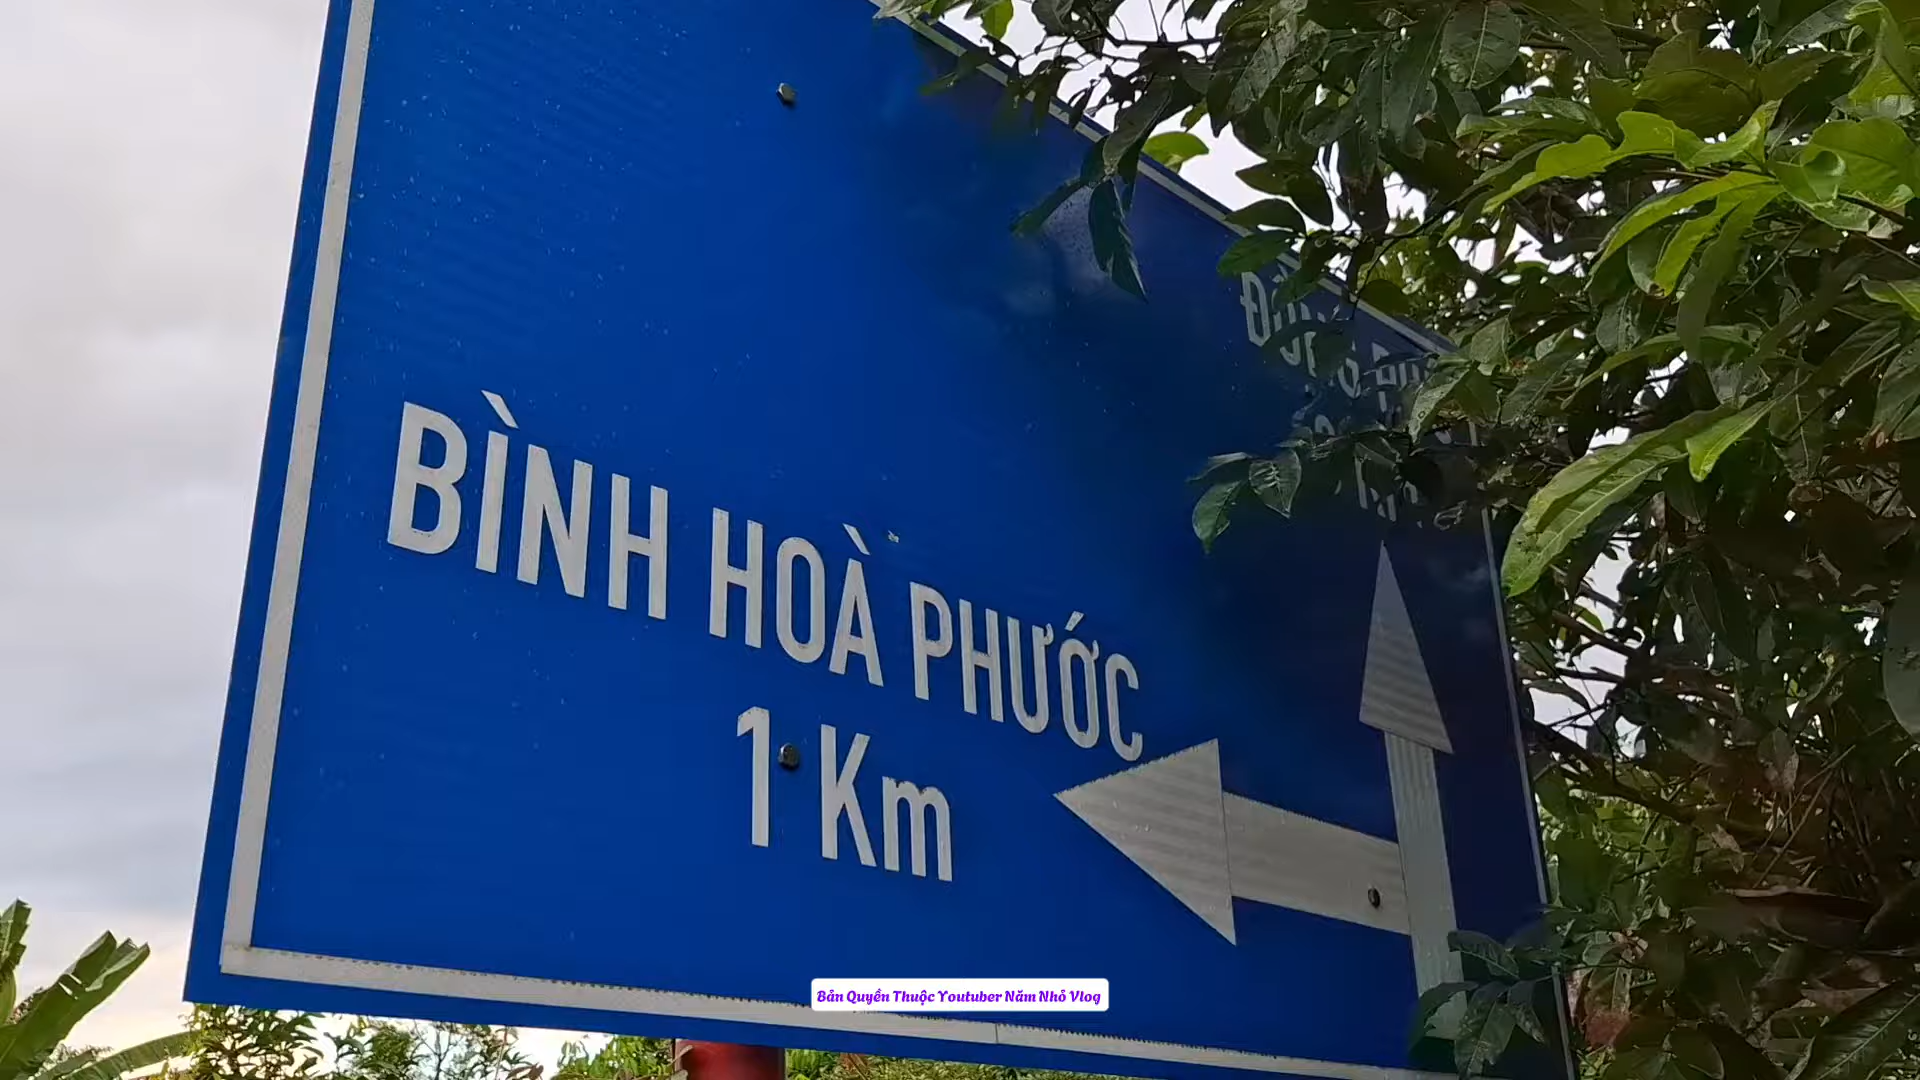 BÌNH HOÀ PHƯỚC
1 Km
Bản Quyền Thuộc Youtuber Năm Nhỏ Vlog